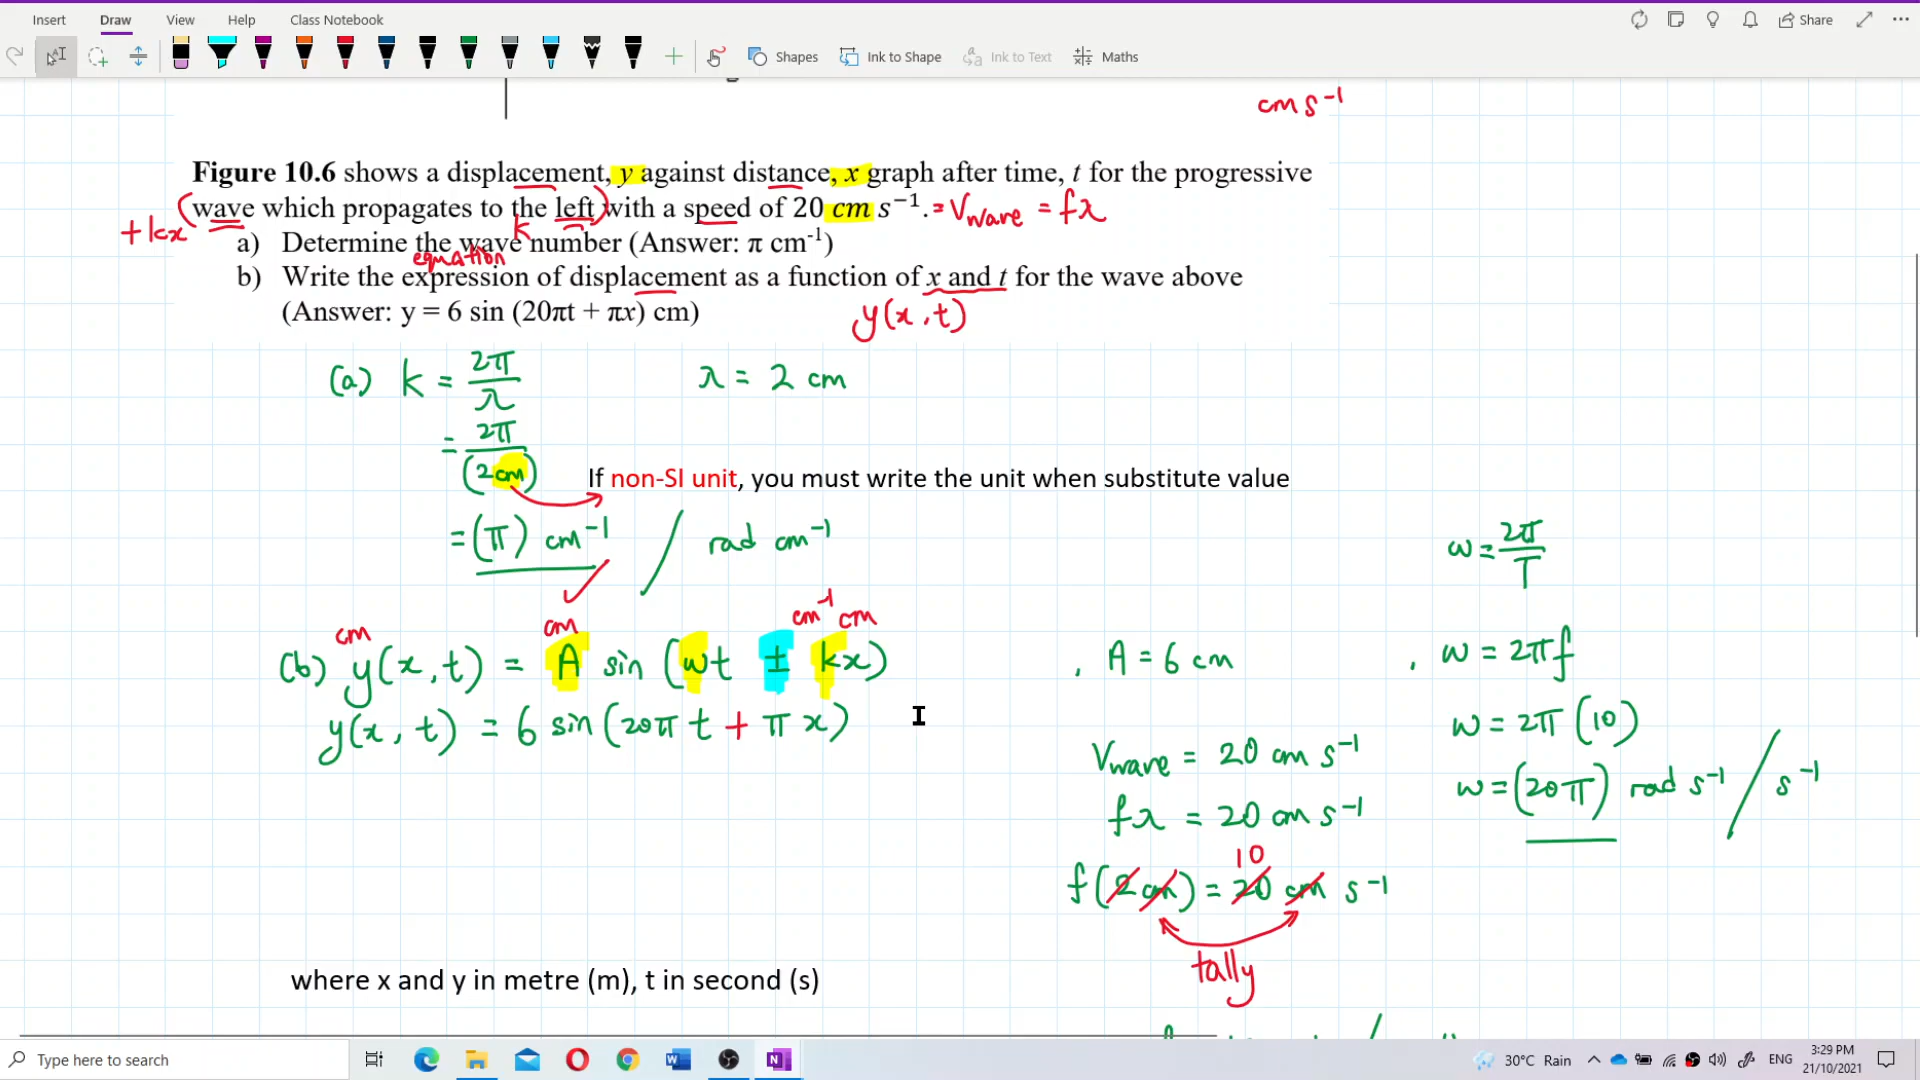 Insert Draw View Help Class Notebook Share
Shapes Ink to Shape Ink to Text Maths
cm s⁻¹
Figure 10.6 shows a displacement, y against distance, x graph after time, t for the progressive
wave which propagates to the left with a speed of 20 cm s⁻¹. = Vwave = fλ
+kx
k
a) Determine the wave number (Answer: π cm⁻¹)
equation
b) Write the expression of displacement as a function of x and t for the wave above
(Answer: y = 6 sin (20πt + πx) cm)
y(x,t)
(a) k = 2π/λ λ = 2 cm
= 2π/(2cm)
If non-SI unit, you must write the unit when substitute value
= (π) cm⁻¹ / rad cm⁻¹
ω = 2π/T
cm cm cm⁻¹ cm
(b) y(x,t) = A sin (ωt ± kx) , A = 6 cm , ω = 2πf
y(x,t) = 6 sin (20π t + π x)
ω = 2π (10)
Vwave = 20 cm s⁻¹
ω = (20π) rad s⁻¹ / s⁻¹
fλ = 20 cm s⁻¹
10
f(2cm) = 20 cm s⁻¹
tally
where x and y in metre (m), t in second (s)
Type here to search
30°C Rain ENG 3:29 PM
21/10/2021